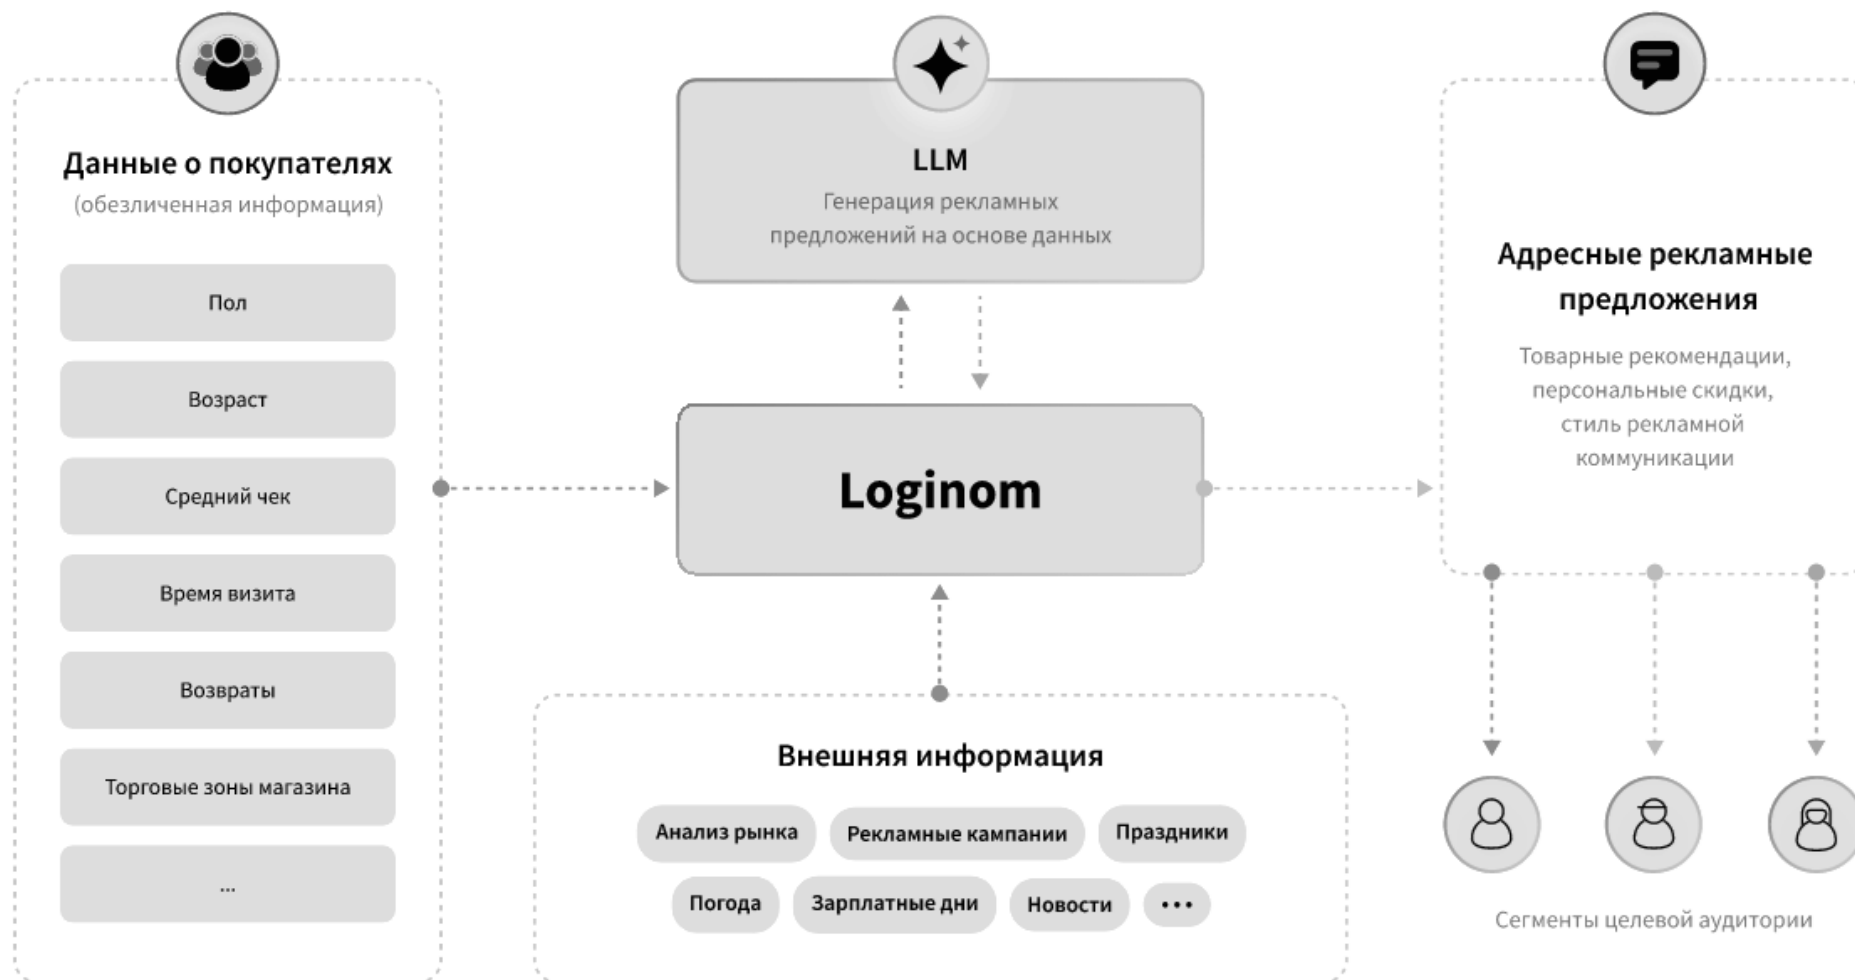 Данные о покупателях
(обезличенная информация)
Пол
Возраст
Средний чек
Время визита
Возвраты
Торговые зоны магазина
...
LLM
Генерация рекламных
предложений на основе данных
Loginom
Внешняя информация
Анализ рынка
Рекламные кампании
Праздники
Погода
Зарплатные дни
Новости
•••
Адресные рекламные
предложения
Товарные рекомендации,
персональные скидки,
стиль рекламной
коммуникации
Сегменты целевой аудитории